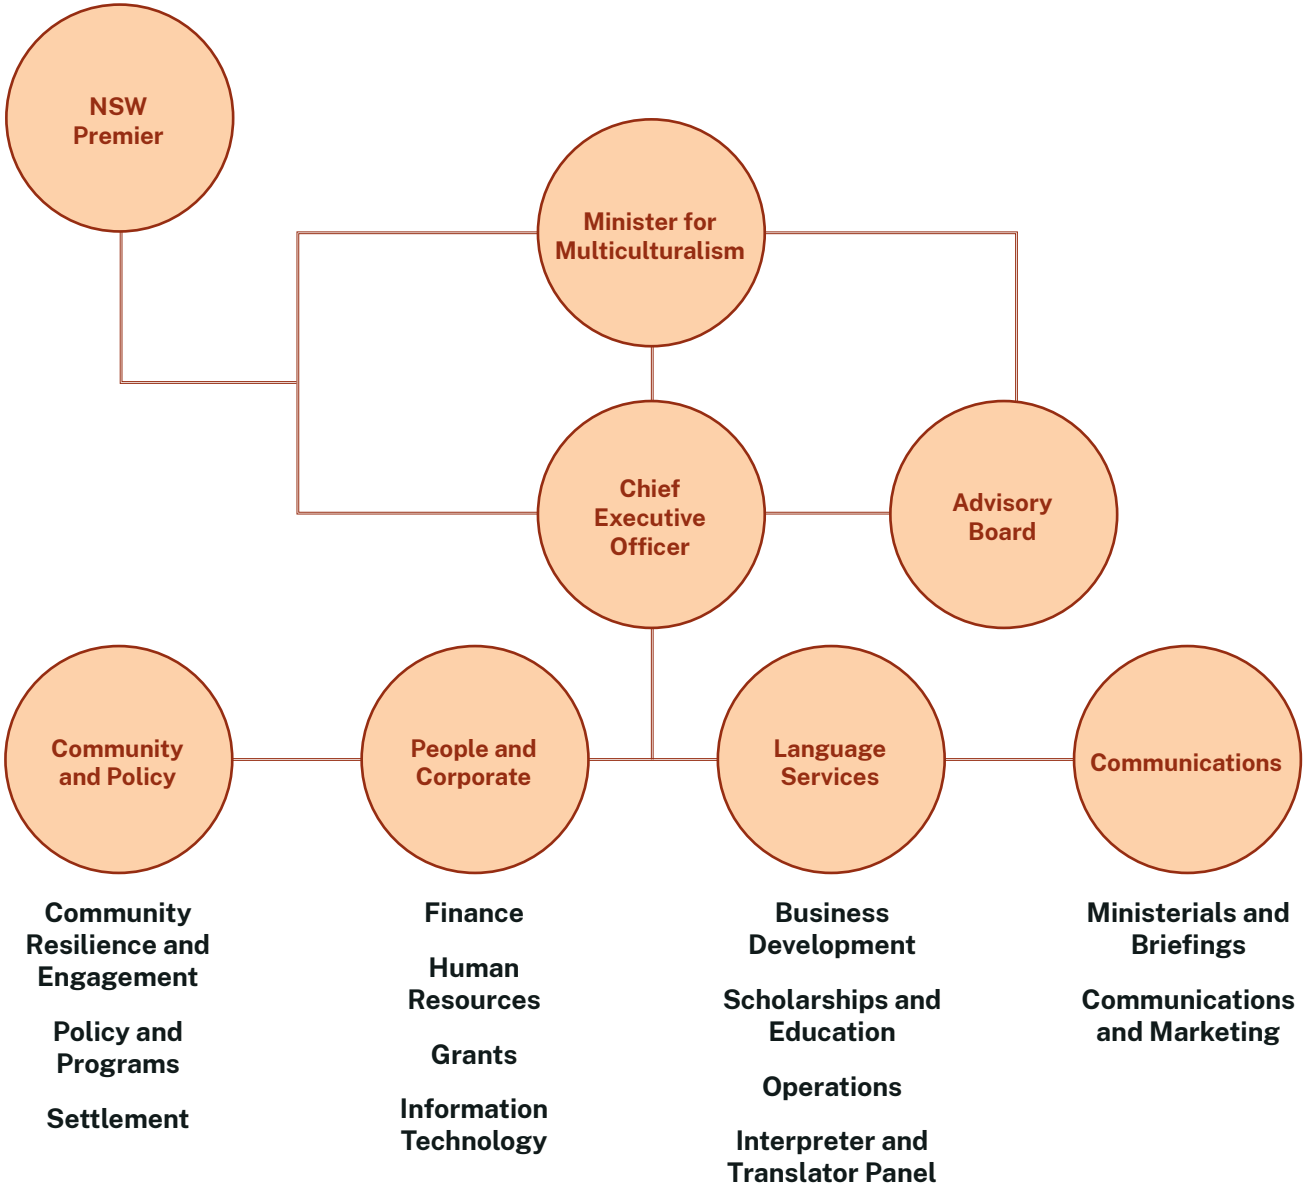 NSW
Premier
Minister for
Multiculturalism
Chief
Executive
Officer
Advisory
Board
Community
and Policy
People and
Corporate
Language
Services
Communications
Community
Resilience and
Engagement
Policy and
Programs
Settlement
Finance
Human
Resources
Grants
Information
Technology
Business
Development
Scholarships and
Education
Operations
Interpreter and
Translator Panel
Ministerials and
Briefings
Communications
and Marketing